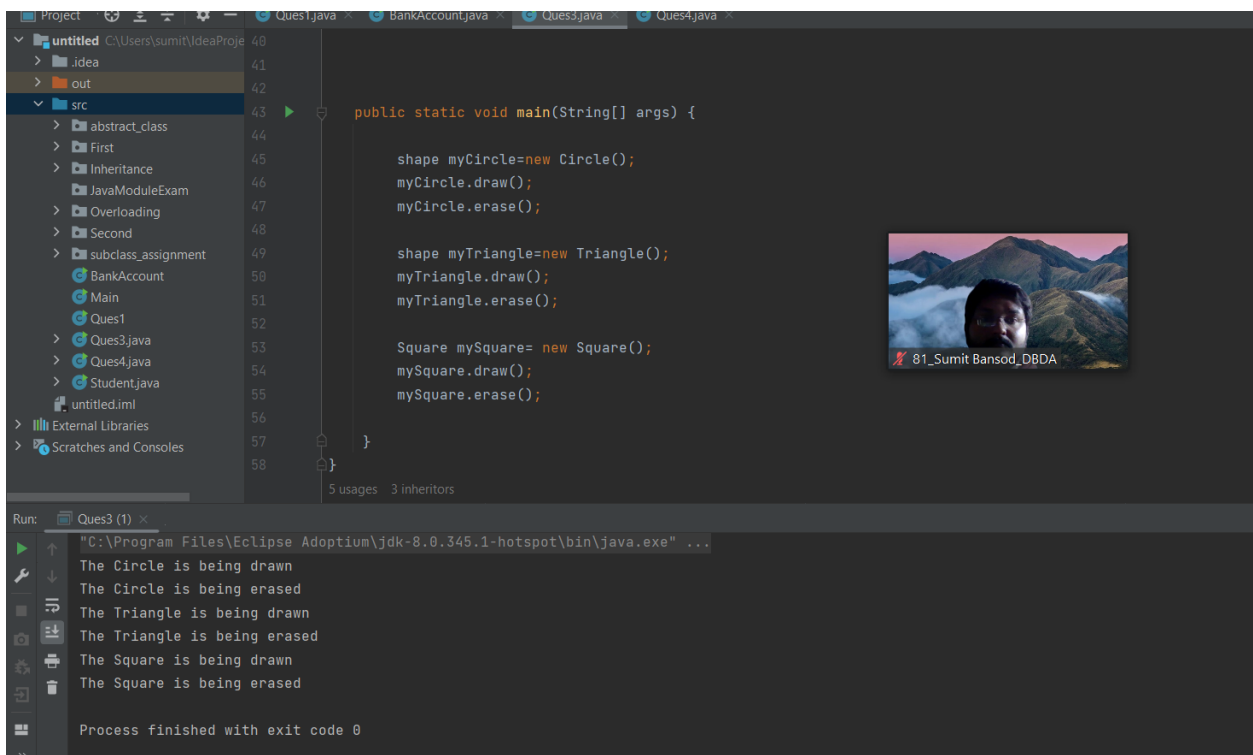 Project
Ques1.java × BankAccount.java × Ques3.java × Ques4.java ×
untitled C:\Users\sumit\IdeaProje
.idea
out
src
abstract_class
First
Inheritance
JavaModuleExam
Overloading
Second
subclass_assignment
BankAccount
Main
Ques1
Ques3.java
Ques4.java
Student.java
untitled.iml
External Libraries
Scratches and Consoles
40
41
42
43 public static void main(String[] args) {
44
45 shape myCircle=new Circle();
46 myCircle.draw();
47 myCircle.erase();
48
49 shape myTriangle=new Triangle();
50 myTriangle.draw();
51 myTriangle.erase();
52
53 Square mySquare= new Square();
54 mySquare.draw();
55 mySquare.erase();
56
57 }
58 }
5 usages 3 inheritors
81_Sumit Bansod_DBDA
Run: Ques3 (1) ×
"C:\Program Files\Eclipse Adoptium\jdk-8.0.345.1-hotspot\bin\java.exe" ...
The Circle is being drawn
The Circle is being erased
The Triangle is being drawn
The Triangle is being erased
The Square is being drawn
The Square is being erased
Process finished with exit code 0